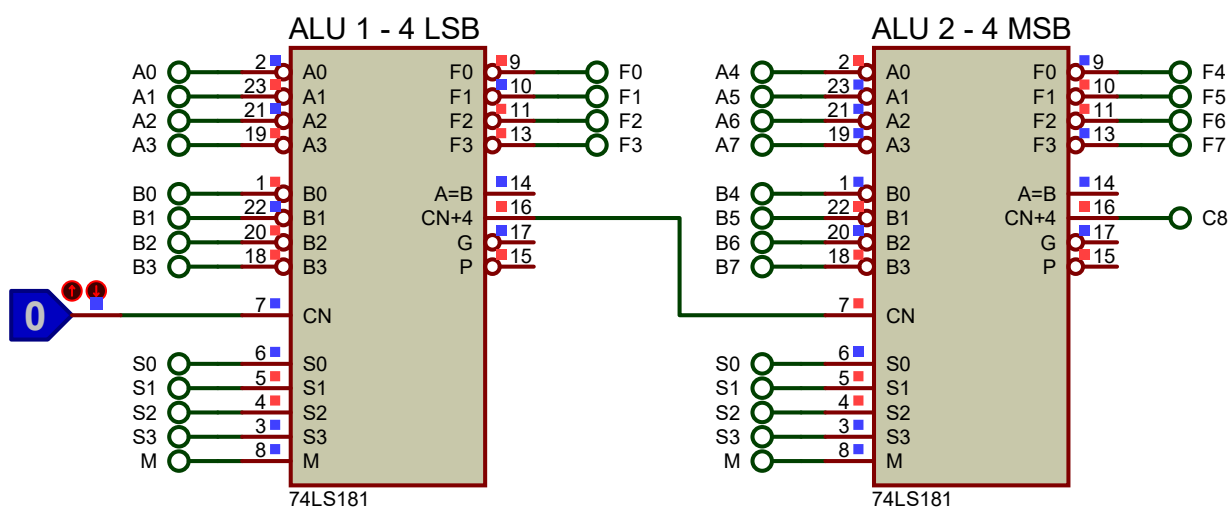 ALU 1 - 4 LSB
A0 2 A0 F0 9 F0
A1 23 A1 F1 10 F1
A2 21 A2 F2 11 F2
A3 19 A3 F3 13 F3
B0 1 B0 A=B 14
B1 22 B1 CN+4 16
B2 20 B2 G 17
B3 18 B3 P 15
0 7 CN
S0 6 S0
S1 5 S1
S2 4 S2
S3 3 S3
M 8 M
74LS181
ALU 2 - 4 MSB
A4 2 A0 F0 9 F4
A5 23 A1 F1 10 F5
A6 21 A2 F2 11 F6
A7 19 A3 F3 13 F7
B4 1 B0 A=B 14
B5 22 B1 CN+4 16 C8
B6 20 B2 G 17
B7 18 B3 P 15
7 CN
S0 6 S0
S1 5 S1
S2 4 S2
S3 3 S3
M 8 M
74LS181